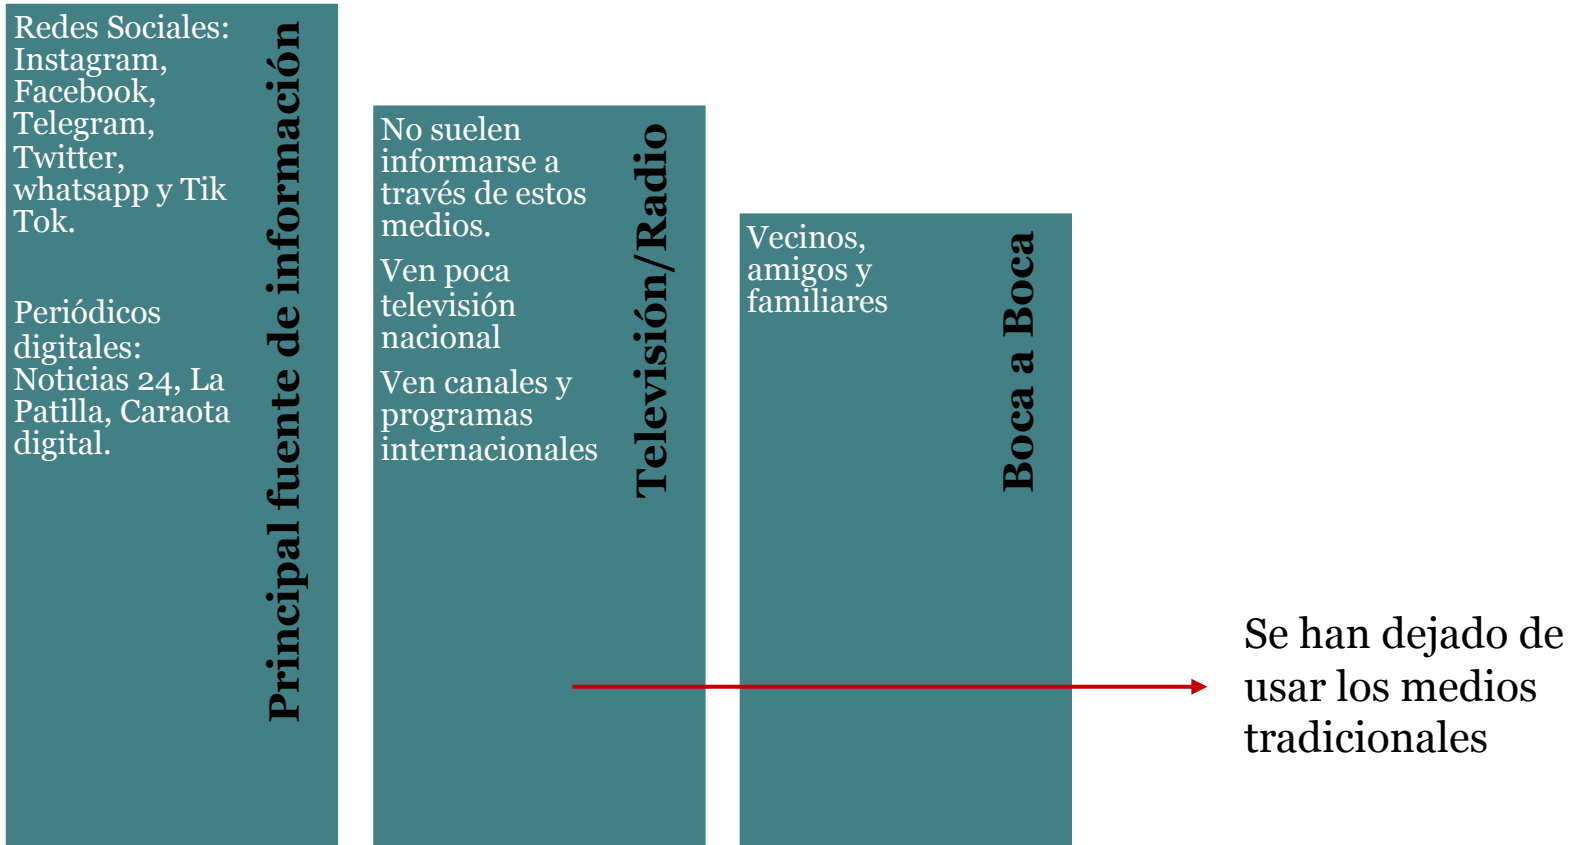 Redes Sociales:
Instagram,
Facebook,
Telegram,
Twitter,
whatsapp y Tik
Tok.
Periódicos
digitales:
Noticias 24, La
Patilla, Caraota
digital.
Principal fuente de información
No suelen
informarse a
través de estos
medios.
Ven poca
televisión
nacional
Ven canales y
programas
internacionales
Televisión/Radio
Vecinos,
amigos y
familiares
Boca a Boca
Se han dejado de
usar los medios
tradicionales